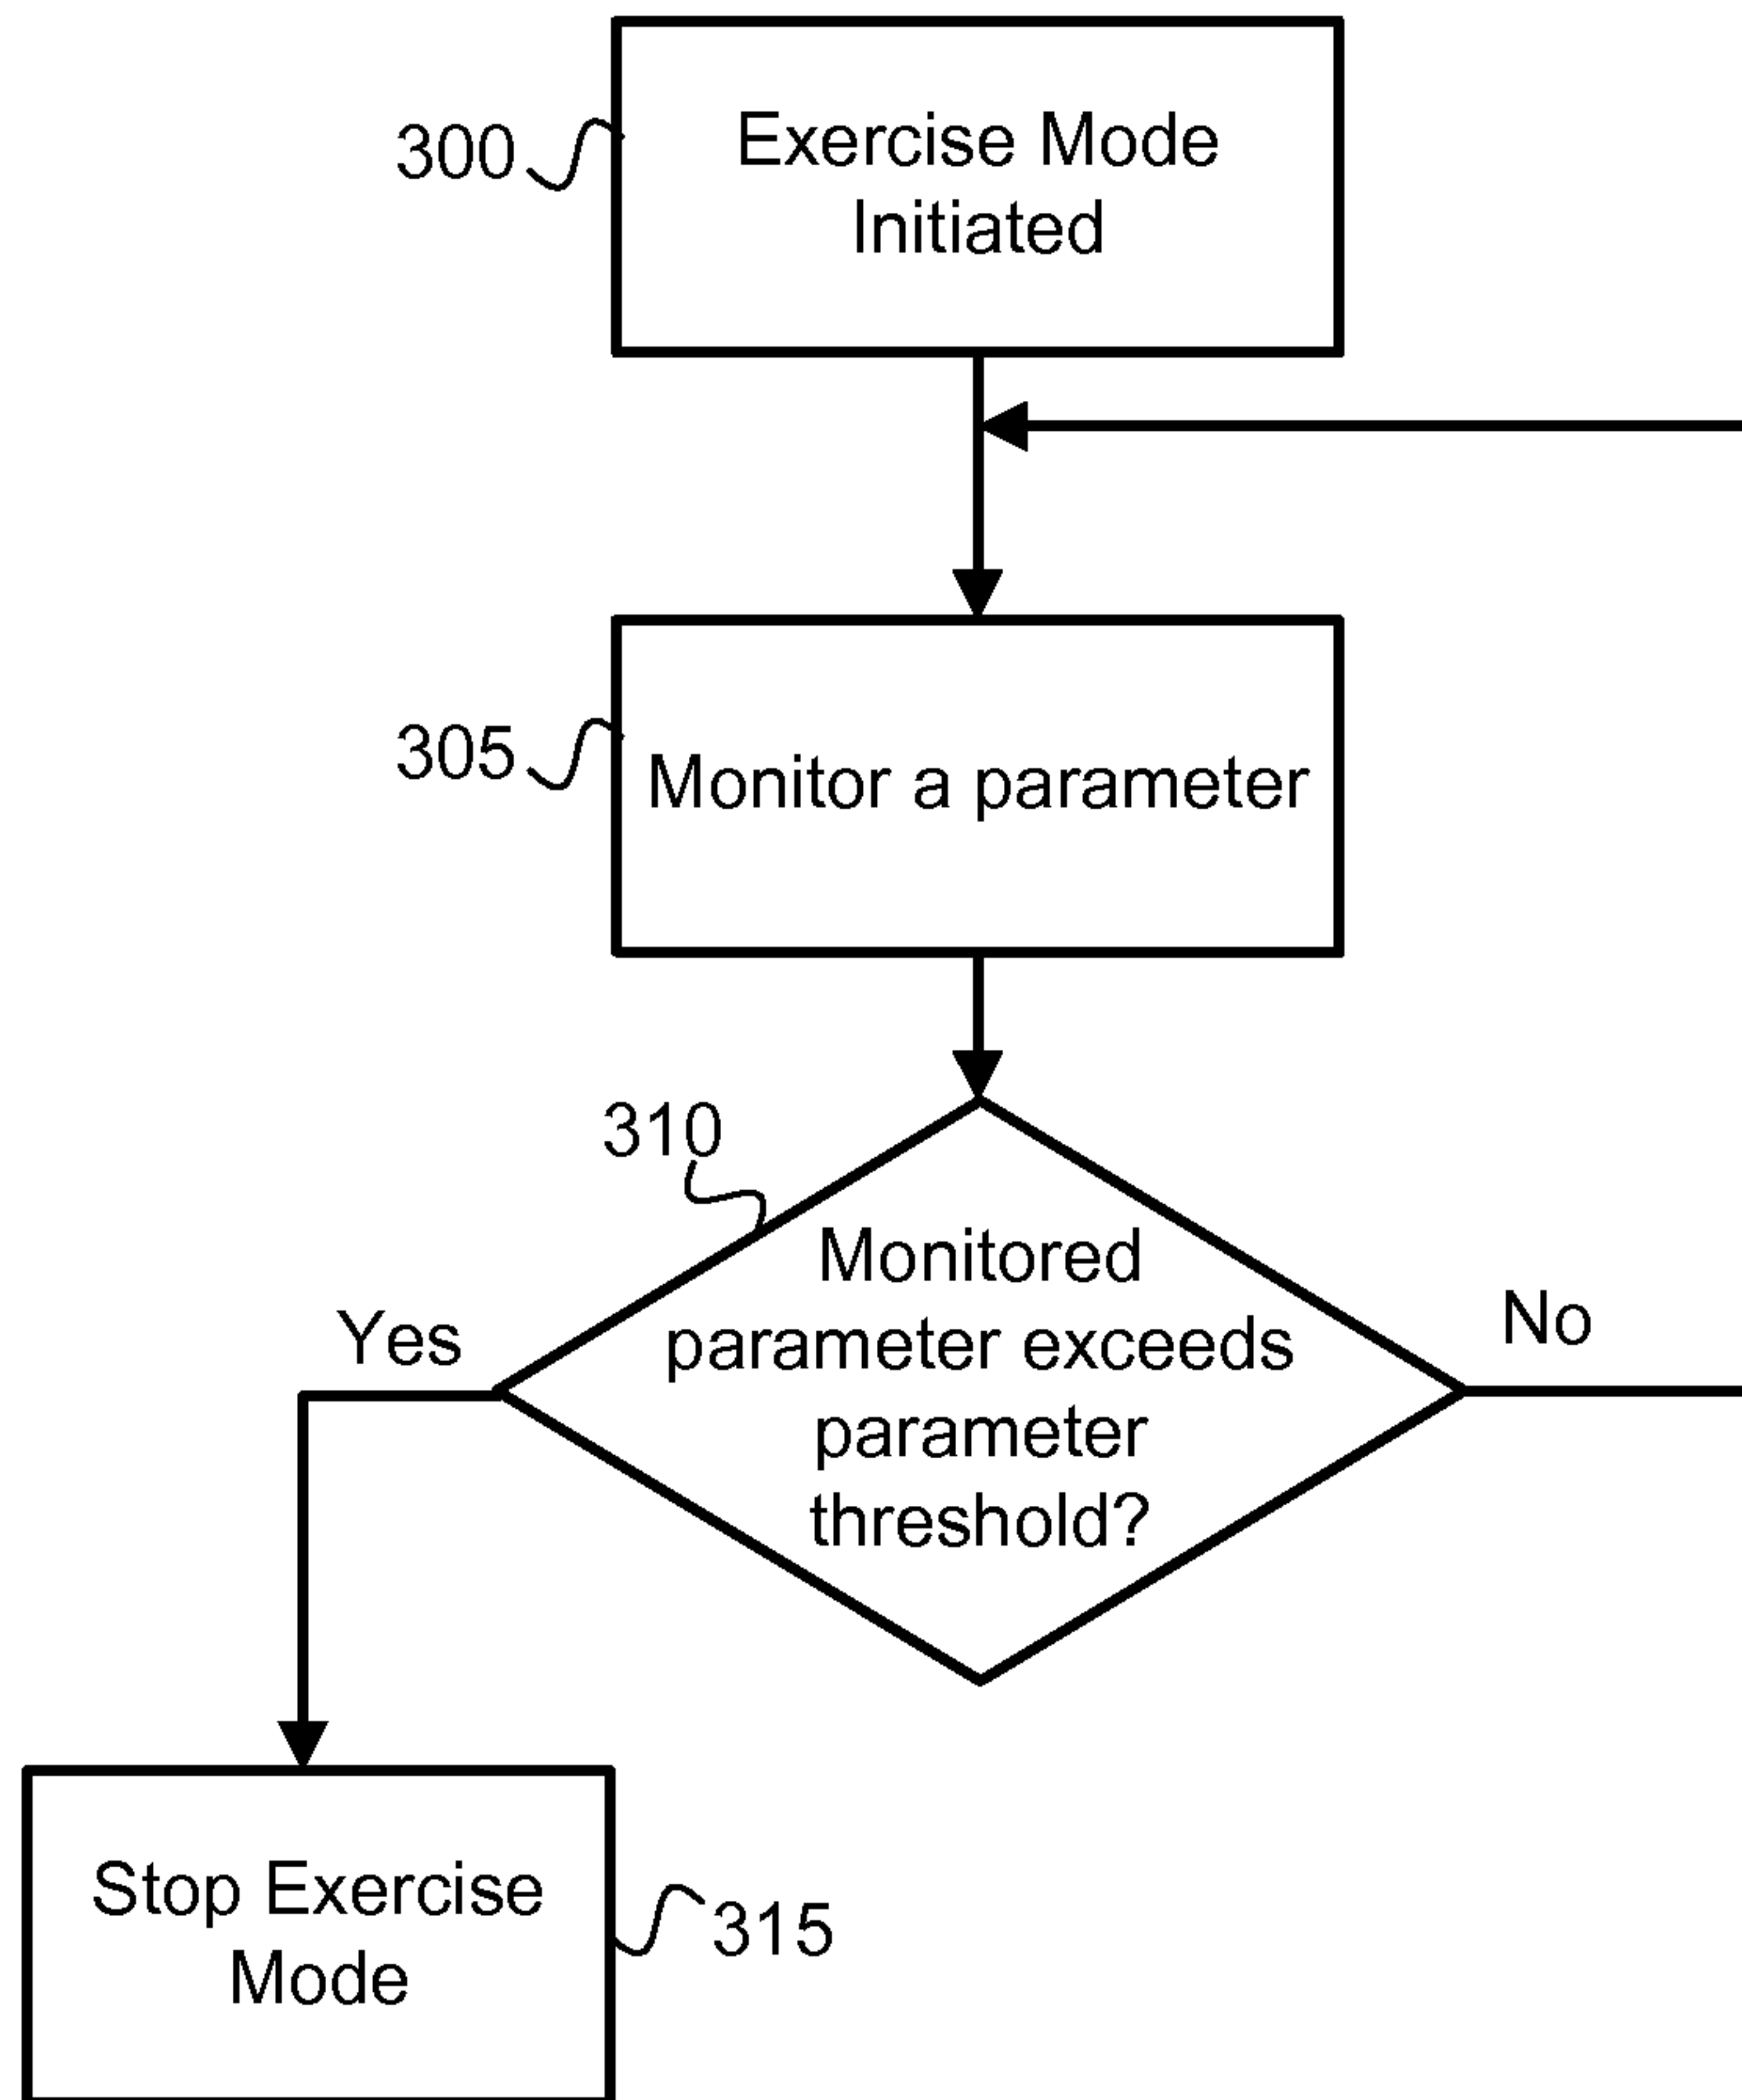 300
Exercise Mode
Initiated
305
Monitor a parameter
310
Monitored
parameter exceeds
parameter
threshold?
Yes
No
Stop Exercise
Mode
315